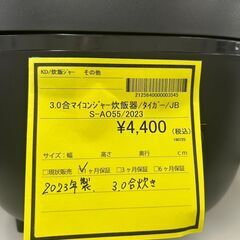 2125640000003545
KD/炊飯ジャー その他
3.0合マイコンジャー炊飯器/タイガー/JB
S-A055/2023
¥4,400 (税込)
サイズ:幅 高さ 奥行 cm
□現状販売 □1ヶ月保証 □3ヶ月保証 □6ヶ月保証
2023年製 3.0合炊き